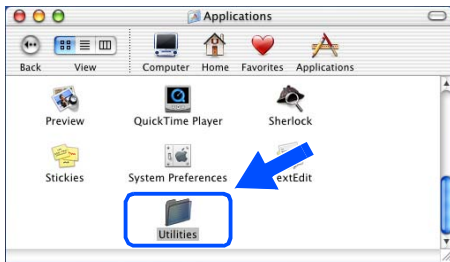 Applications
Back View Computer Home Favorites Applications
Preview QuickTime Player Sherlock
Stickies System Preferences extEdit
Utilities